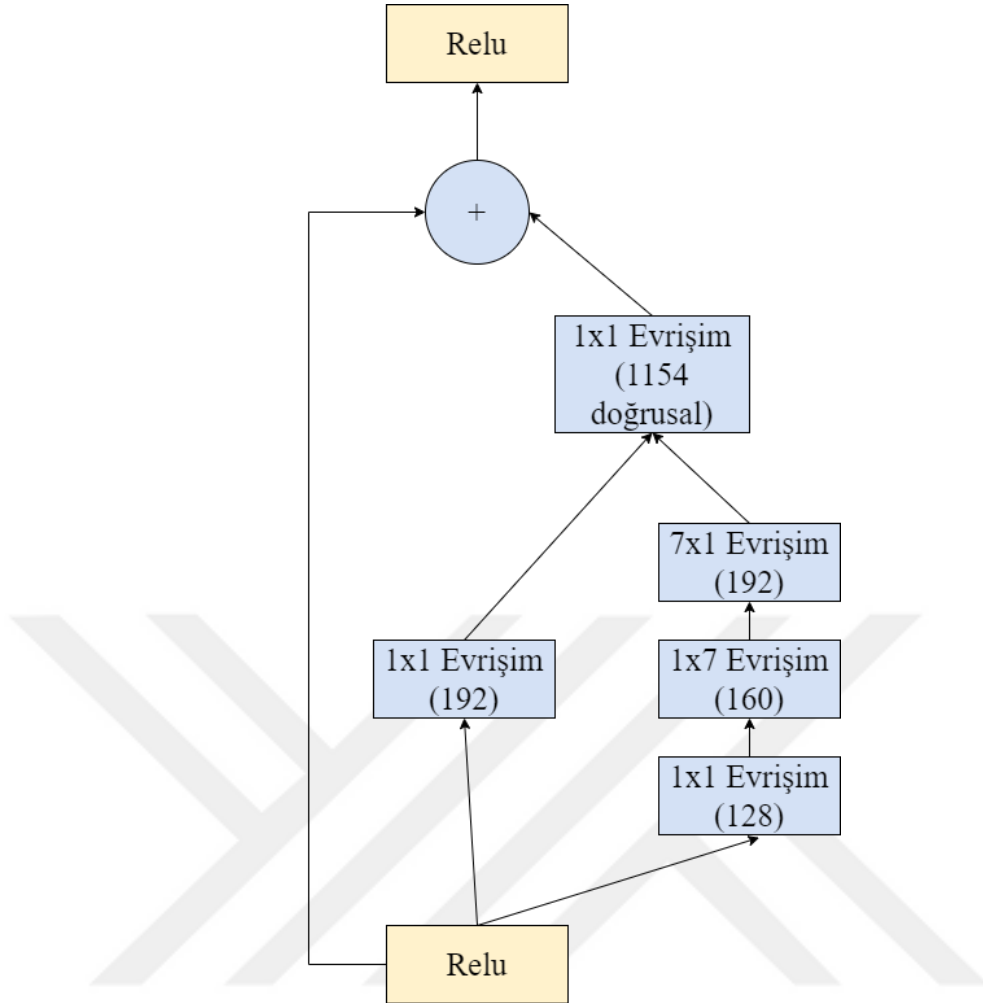 Relu
+
1x1 Evrişim
(1154
doğrusal)
7x1 Evrişim
(192)
1x1 Evrişim
(192)
1x7 Evrişim
(160)
1x1 Evrişim
(128)
Relu